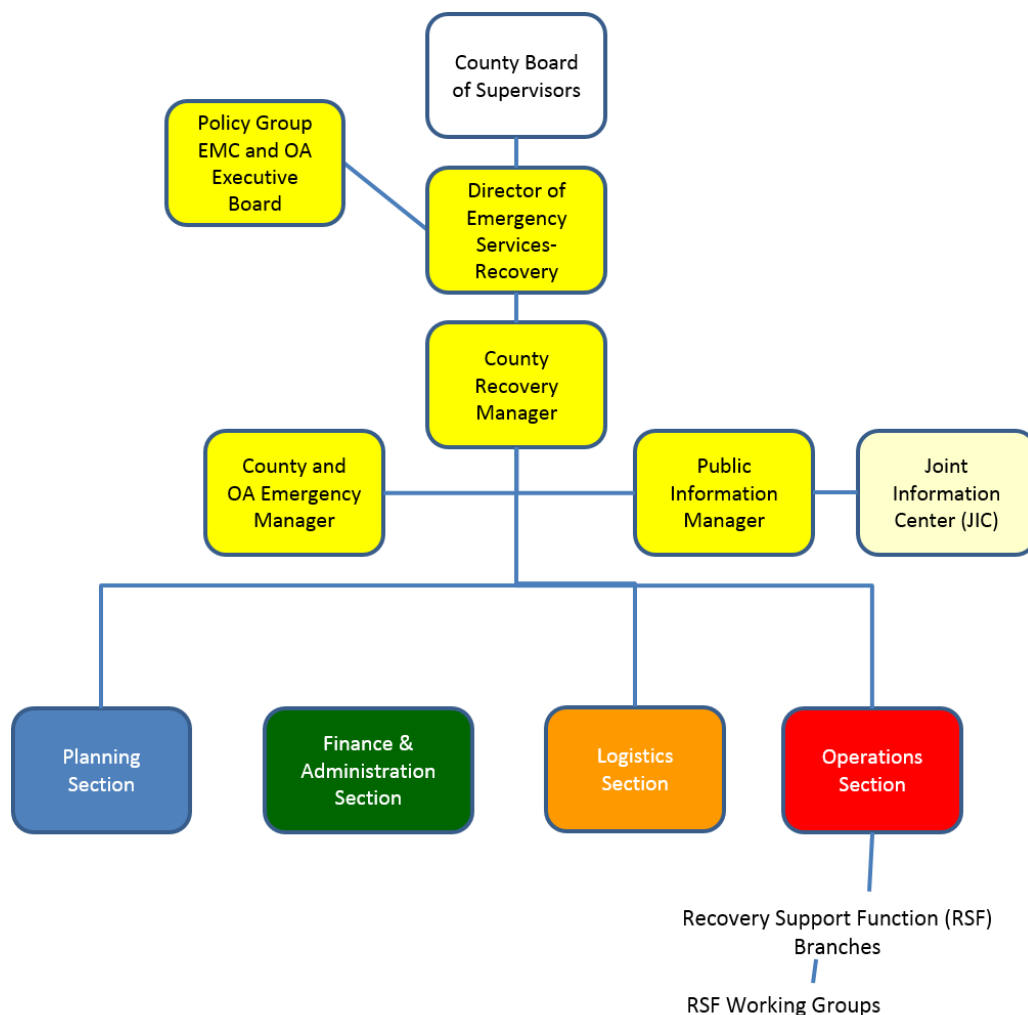 County Board
of Supervisors
Policy Group
EMC and OA
Executive
Board
Director of
Emergency
Services-
Recovery
County
Recovery
Manager
County and
OA Emergency
Manager
Public
Information
Manager
Joint
Information
Center (JIC)
Planning
Section
Finance &
Administration
Section
Logistics
Section
Operations
Section
Recovery Support Function (RSF)
Branches
RSF Working Groups